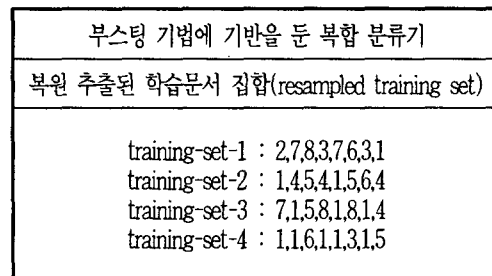 부스팅 기법에 기반을 둔 복합 분류기
복원 추출된 학습문서 집합(resampled training set)
training-set-1 : 2,7,8,3,7,6,3,1
training-set-2 : 1,4,5,4,1,5,6,4
training-set-3 : 7,1,5,8,1,8,1,4
training-set-4 : 1,1,6,1,1,3,1,5